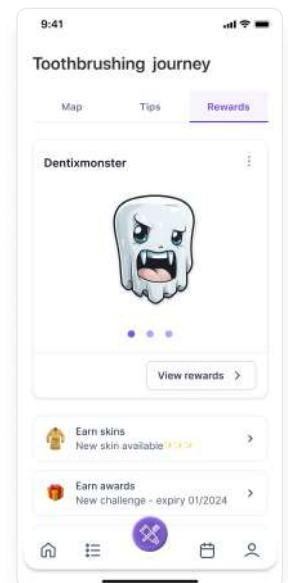 9:41
Toothbrushing journey
Map Tips Rewards
Dentixmonster
View rewards
Earn skins
New skin available✨✨✨
Earn awards
New challenge - expiry 01/2024